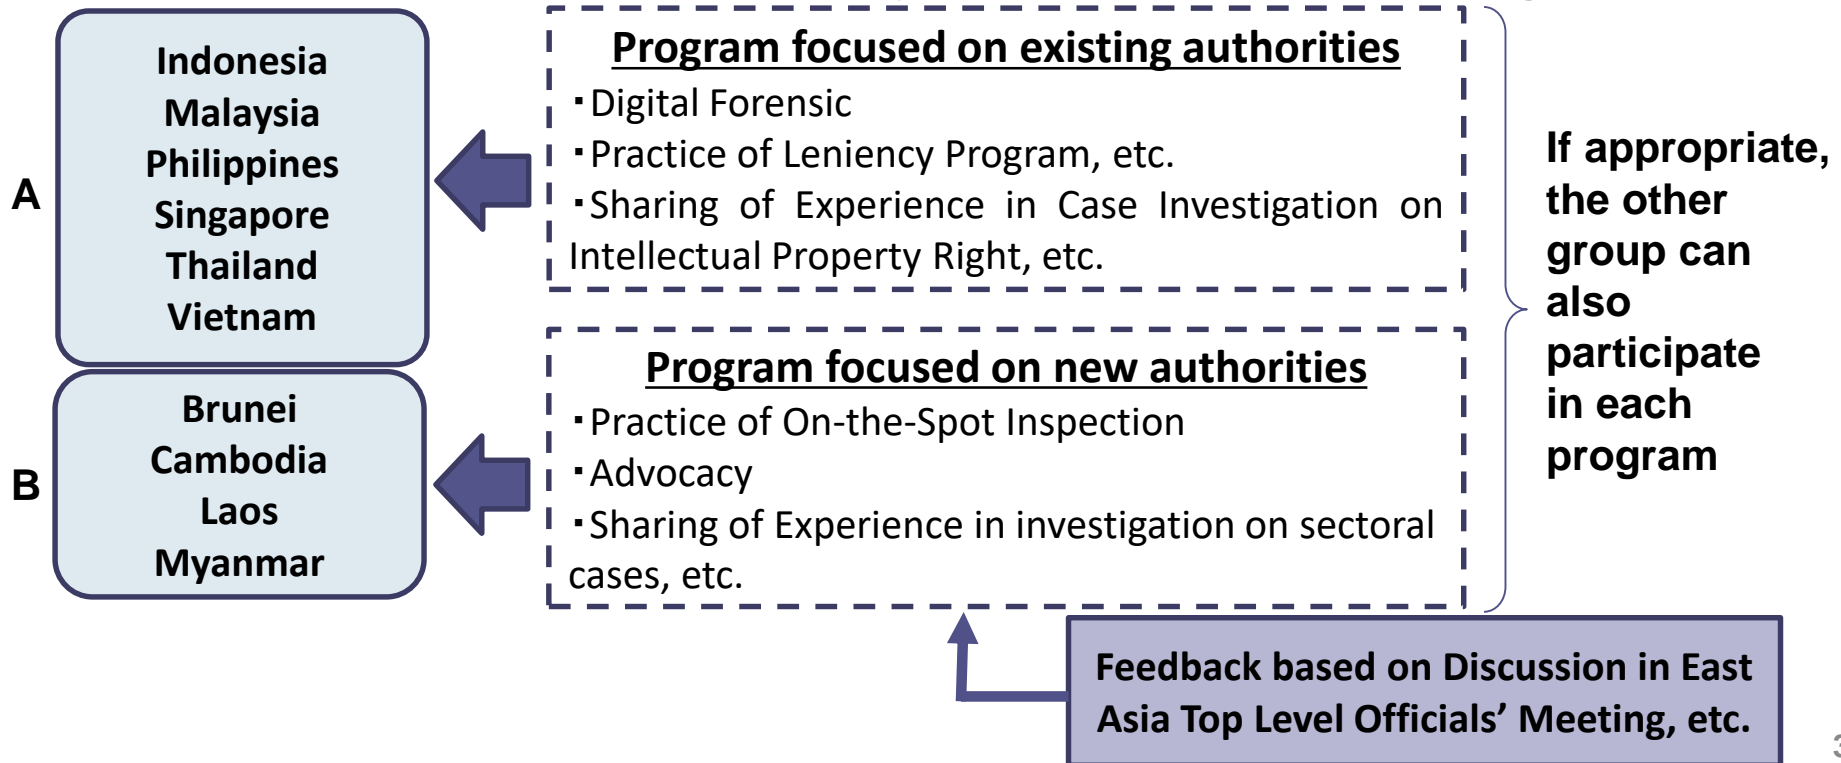 A
Indonesia
Malaysia
Philippines
Singapore
Thailand
Vietnam
Program focused on existing authorities
・Digital Forensic
・Practice of Leniency Program, etc.
・Sharing of Experience in Case Investigation on
Intellectual Property Right, etc.
B
Brunei
Cambodia
Laos
Myanmar
Program focused on new authorities
・Practice of On-the-Spot Inspection
・Advocacy
・Sharing of Experience in investigation on sectoral
cases, etc.
If appropriate,
the other
group can
also
participate
in each
program
Feedback based on Discussion in East
Asia Top Level Officials’ Meeting, etc.